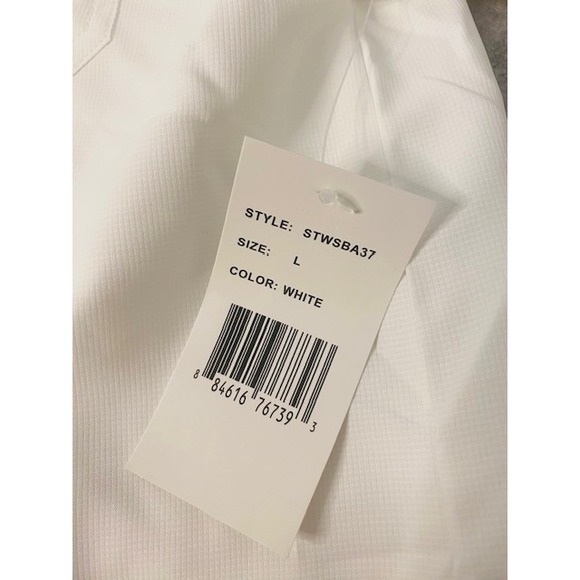 STYLE: STWSBA37
SIZE: L
COLOR: WHITE
8 84616 76739 3